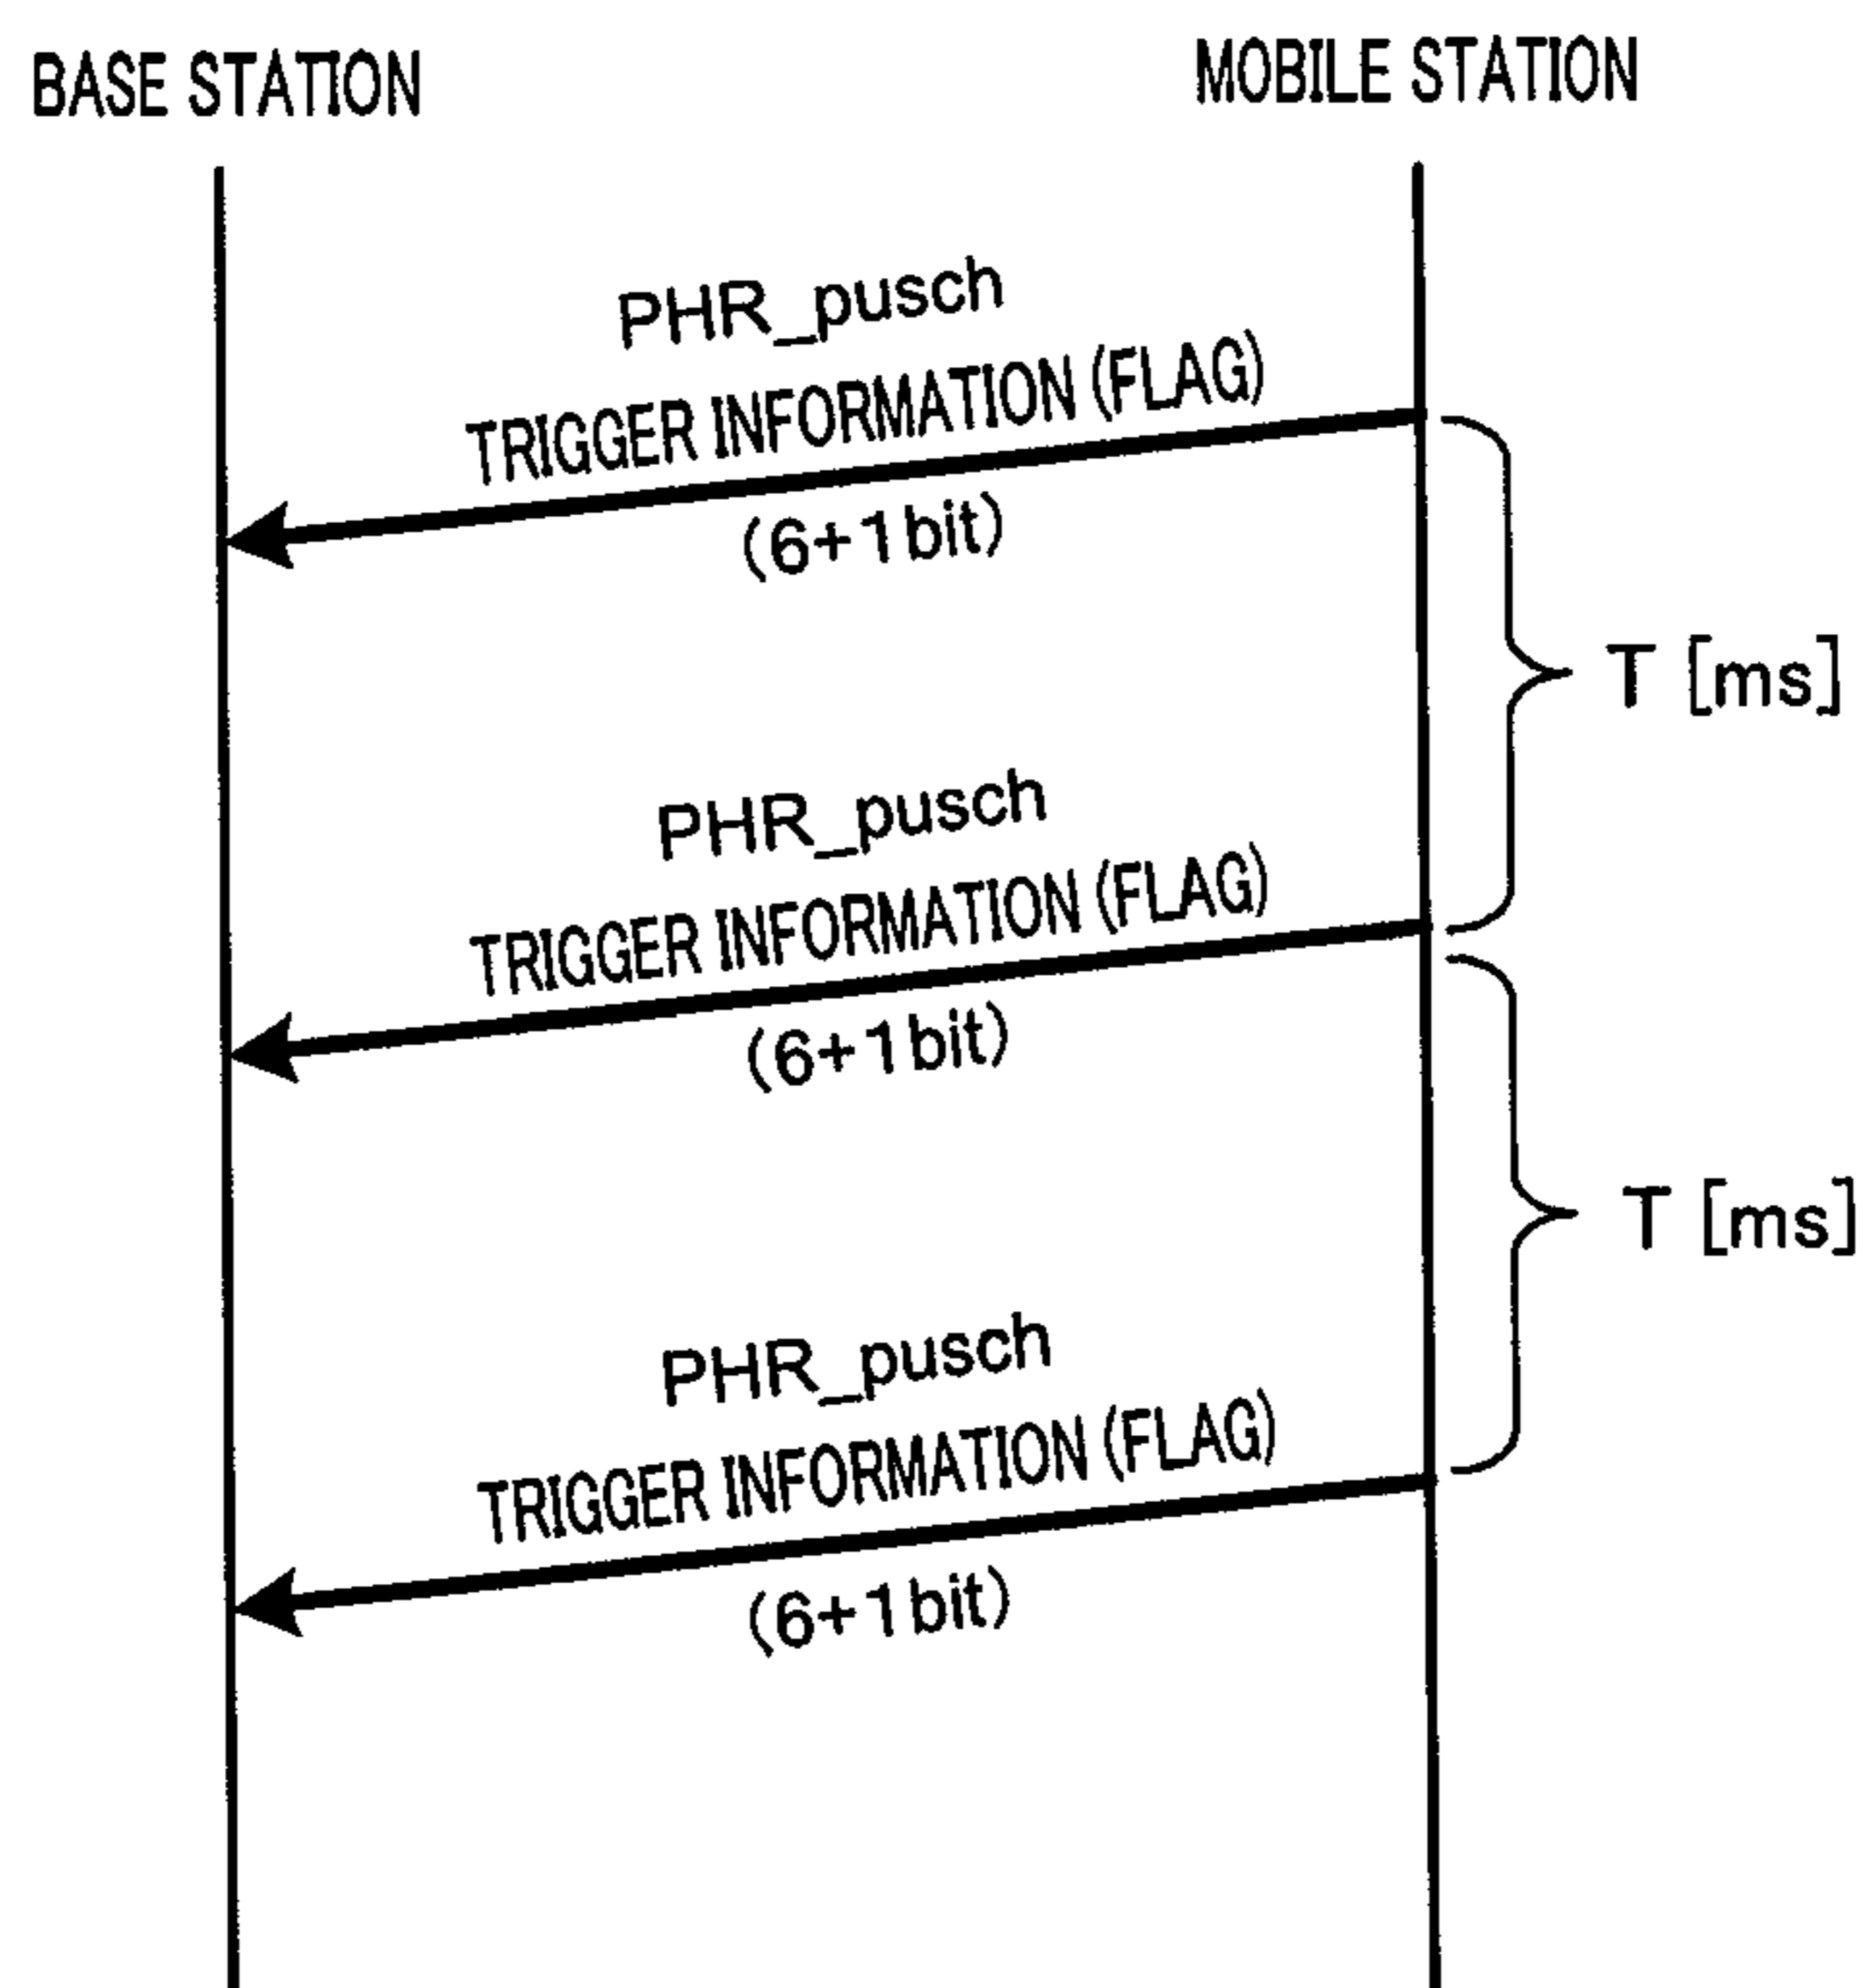 BASE STATION
MOBILE STATION
PHR_pusch
TRIGGER INFORMATION (FLAG)
(6+1bit)
T [ms]
PHR_pusch
TRIGGER INFORMATION (FLAG)
(6+1bit)
T [ms]
PHR_pusch
TRIGGER INFORMATION (FLAG)
(6+1bit)